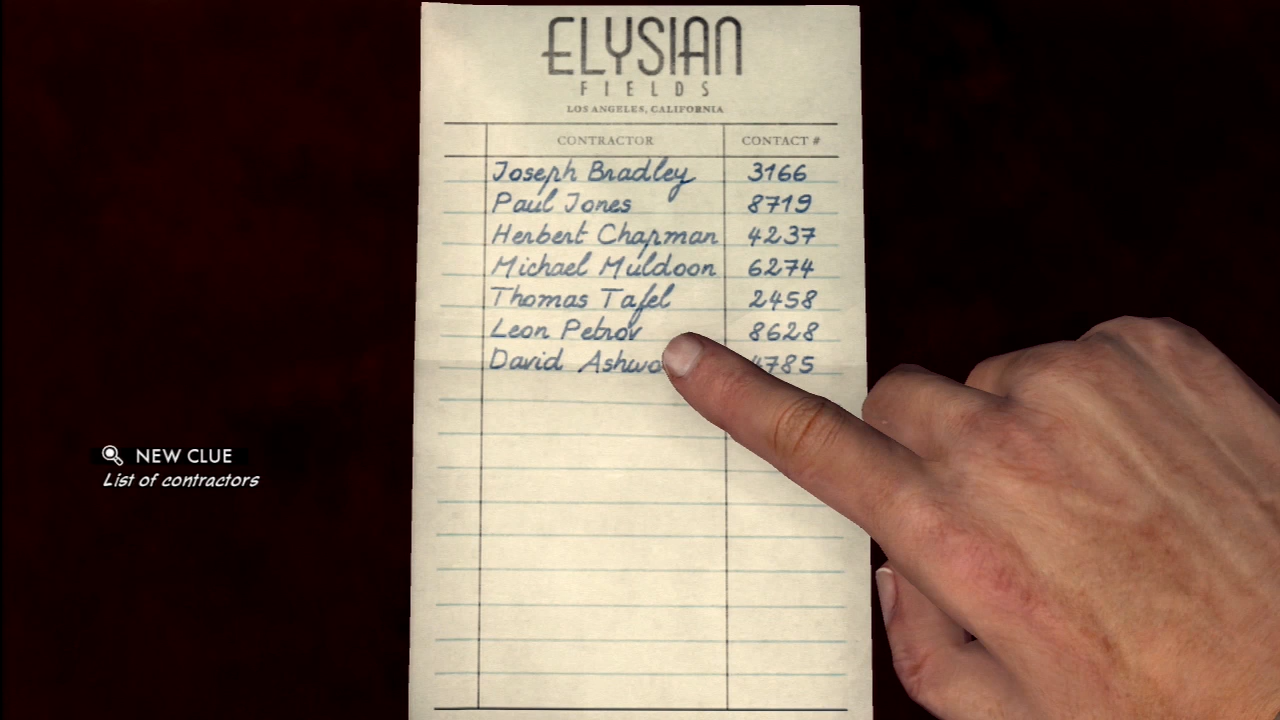 ELYSIAN
FIELDS
LOS ANGELES, CALIFORNIA
CONTRACTOR CONTACT #
Joseph Bradley 3166
Paul Jones 8719
Herbert Chapman 4237
Michael Muldoon 6274
Thomas Tafel 2458
Leon Petrov 8628
David 4785
NEW CLUE
List of contractors